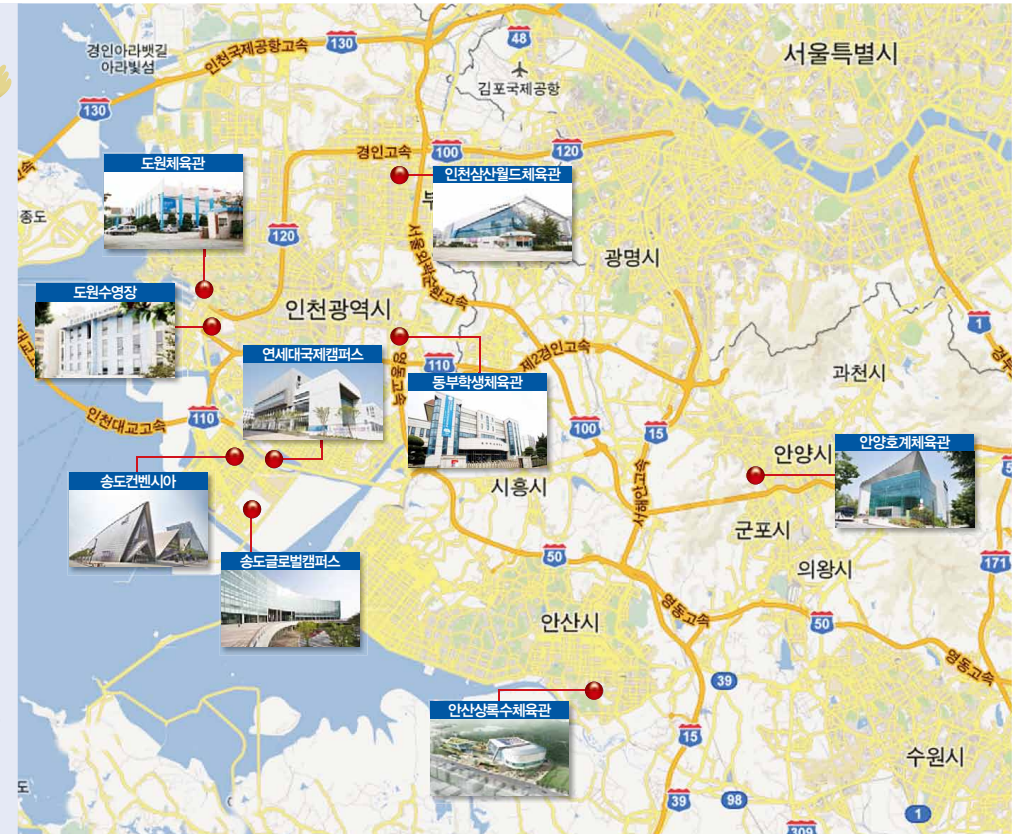 경인아라뱃길
아라빛섬
인천국제공항고속
130
48
김포국제공항
서울특별시
130
경인고속
100
120
도원체육관
인천삼산월드체육관
종도
부
120
서울외곽순환고속
광명시
도원수영장
인천광역시
1
연세대국제캠퍼스
영동고속
110
제2경인고속
동부학생체육관
과천시
인천대교고속
110
100
15
안양시
안양호계체육관
송도컨벤시아
시흥시
서해안고속
군포시
송도글로벌캠퍼스
50
의왕시
171
안산시
영동고속
50
영동고속
39
안산상록수체육관
15
수원시
39
98
1
309